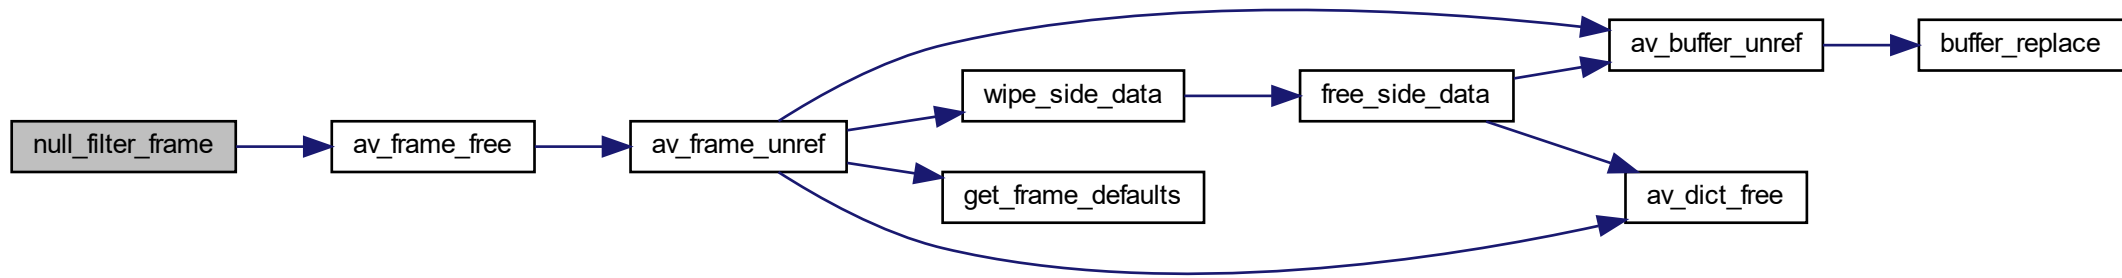 null_filter_frame
av_frame_free
av_frame_unref
wipe_side_data
get_frame_defaults
free_side_data
av_buffer_unref
av_dict_free
buffer_replace